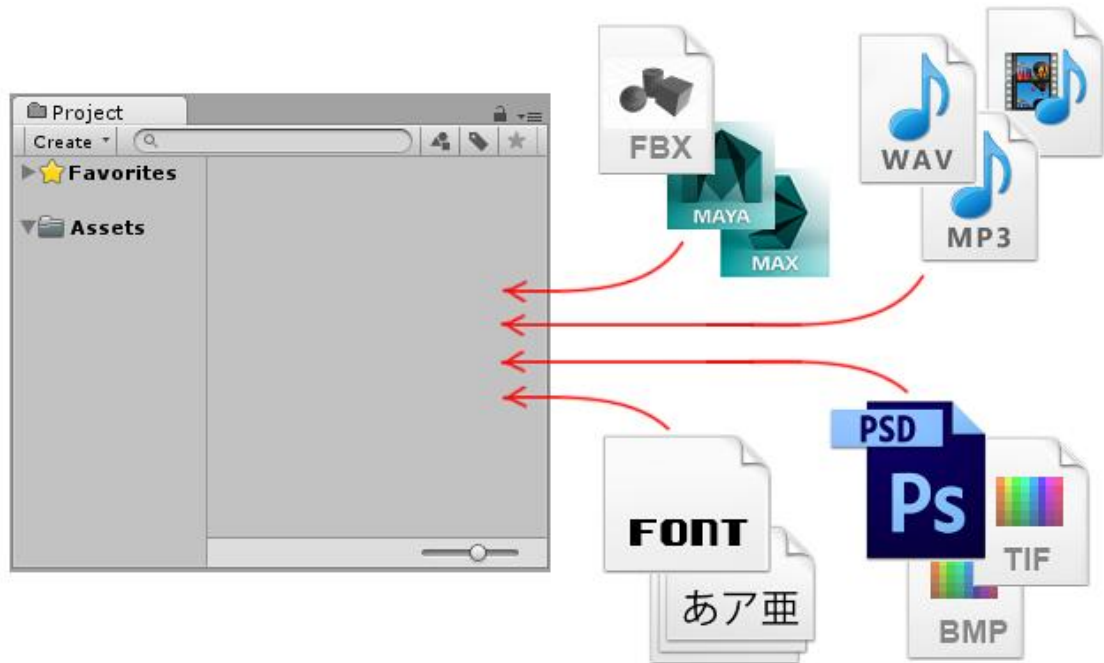 Project
Create
Favorites
Assets
FBX
MAYA
MAX
WAV
MP3
FONT
あア亜
PSD
Ps
TIF
BMP